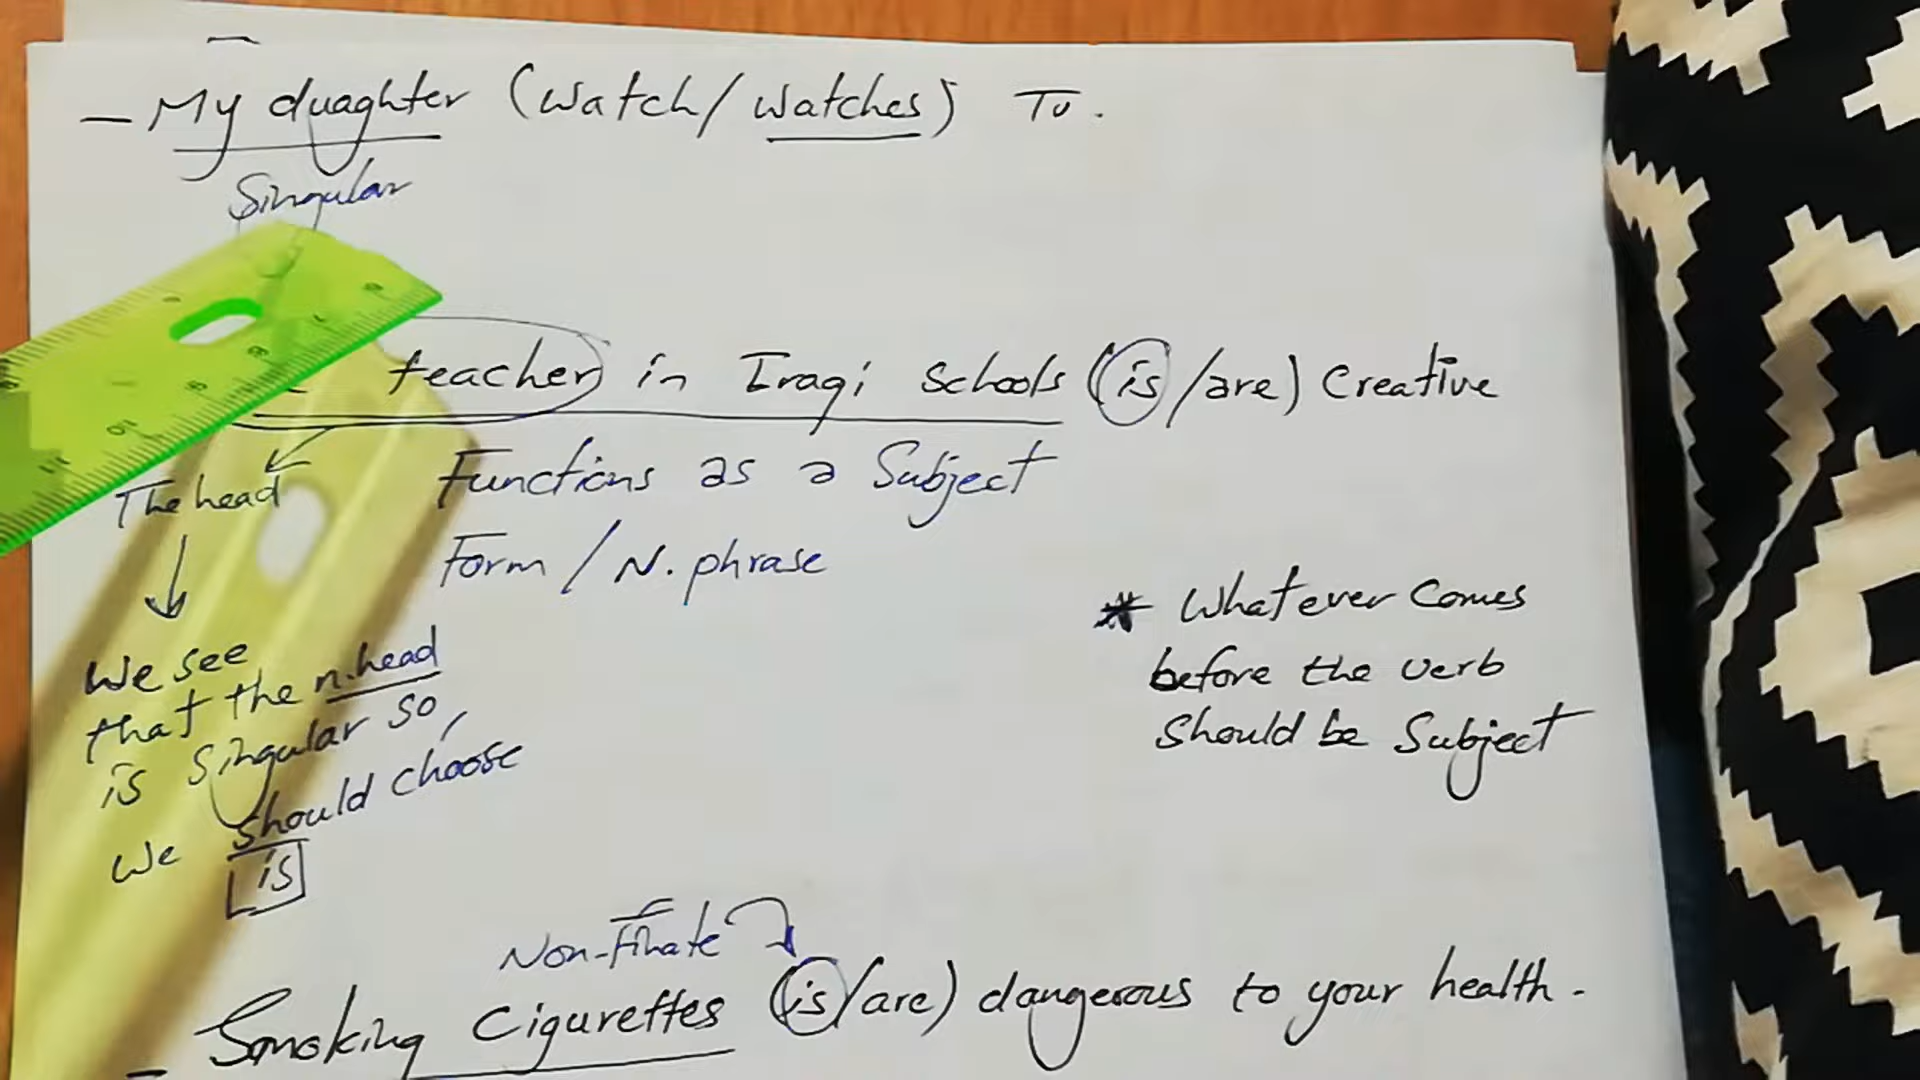 — My duaghter (watch/watches) Tv.
Singular
teacher in Iraqi Schools (is/are) Creative
The head
Functions as a Subject
Form / N. phrase
We see
that the n.head
is Singular so,
we should choose
is
* Whatever Comes
before the verb
Should be Subject
Non-Finate
— Smoking Cigurettes (is/are) dangerous to your health.